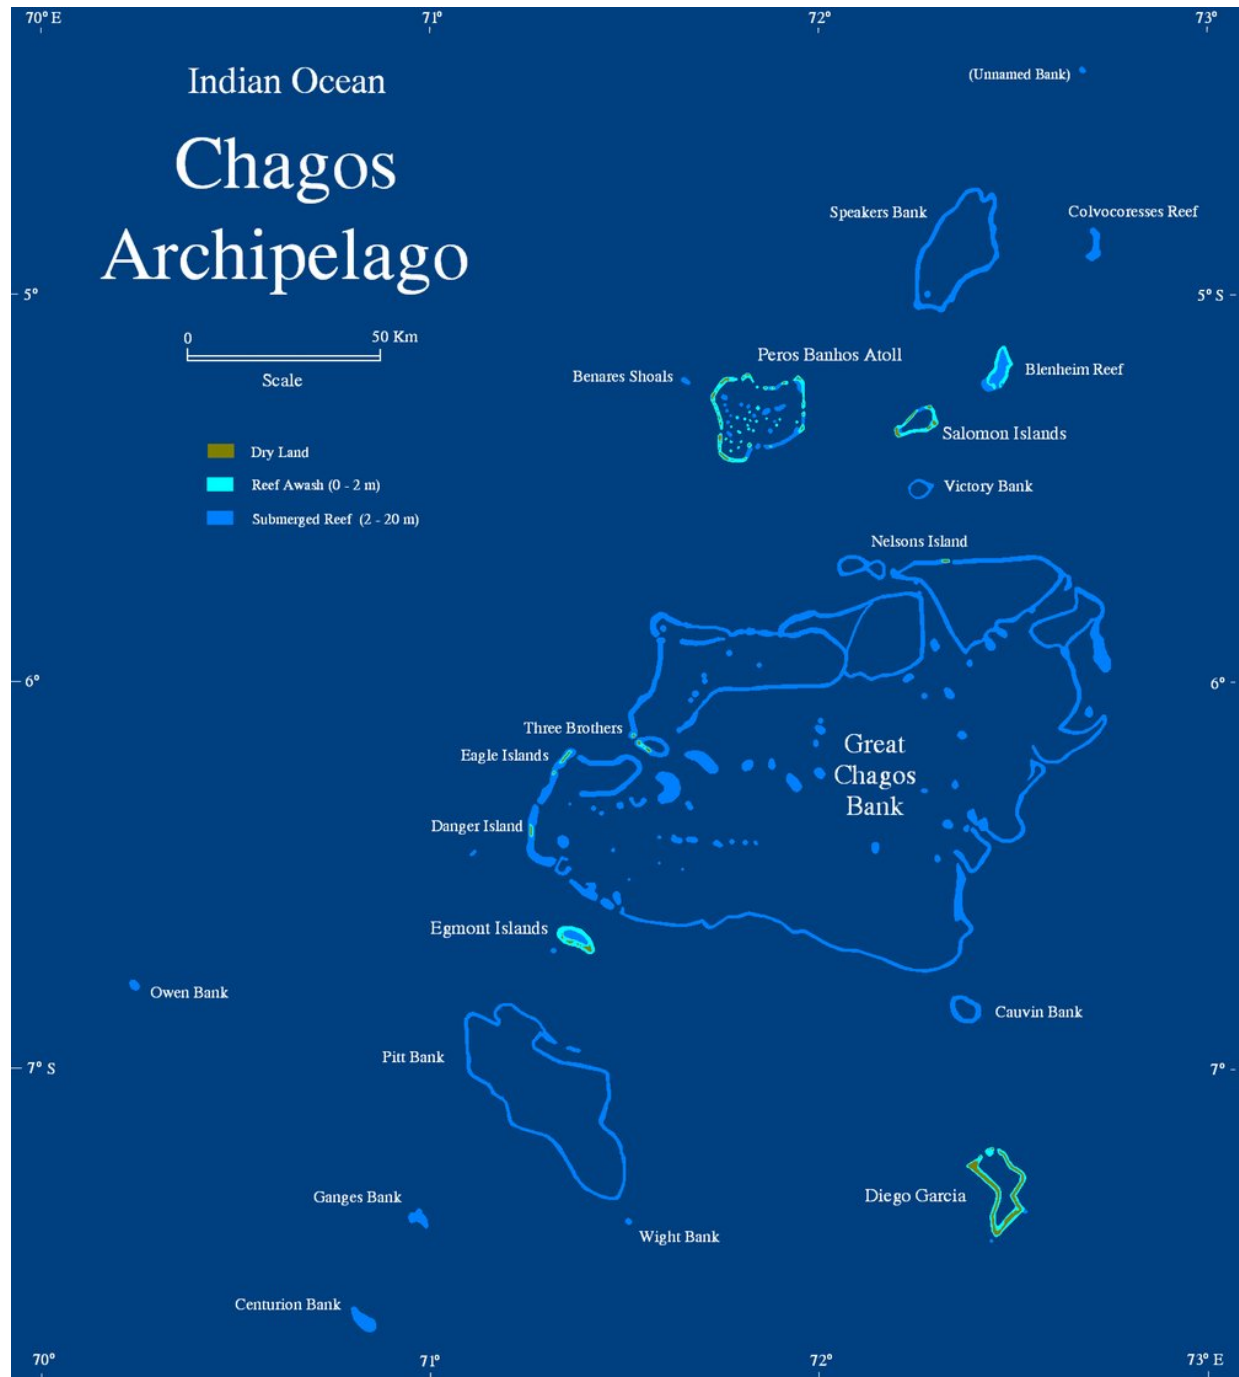 70° E
71°
72°
73°
Indian Ocean
(Unnamed Bank)
Chagos
Archipelago
Speakers Bank
Colvocoresses Reef
5°
5° S
0
50 Km
Scale
Peros Banhos Atoll
Benares Shoals
Blenheim Reef
Salomon Islands
Dry Land
Reef Awash (0 - 2 m)
Submerged Reef (2 - 20 m)
Victory Bank
Nelsons Island
6°
6°
Three Brothers
Eagle Islands
Great
Chagos
Bank
Danger Island
Egmont Islands
Owen Bank
Cauvin Bank
Pitt Bank
7° S
7°
Ganges Bank
Diego Garcia
Wight Bank
Centurion Bank
70°
71°
72°
73° E